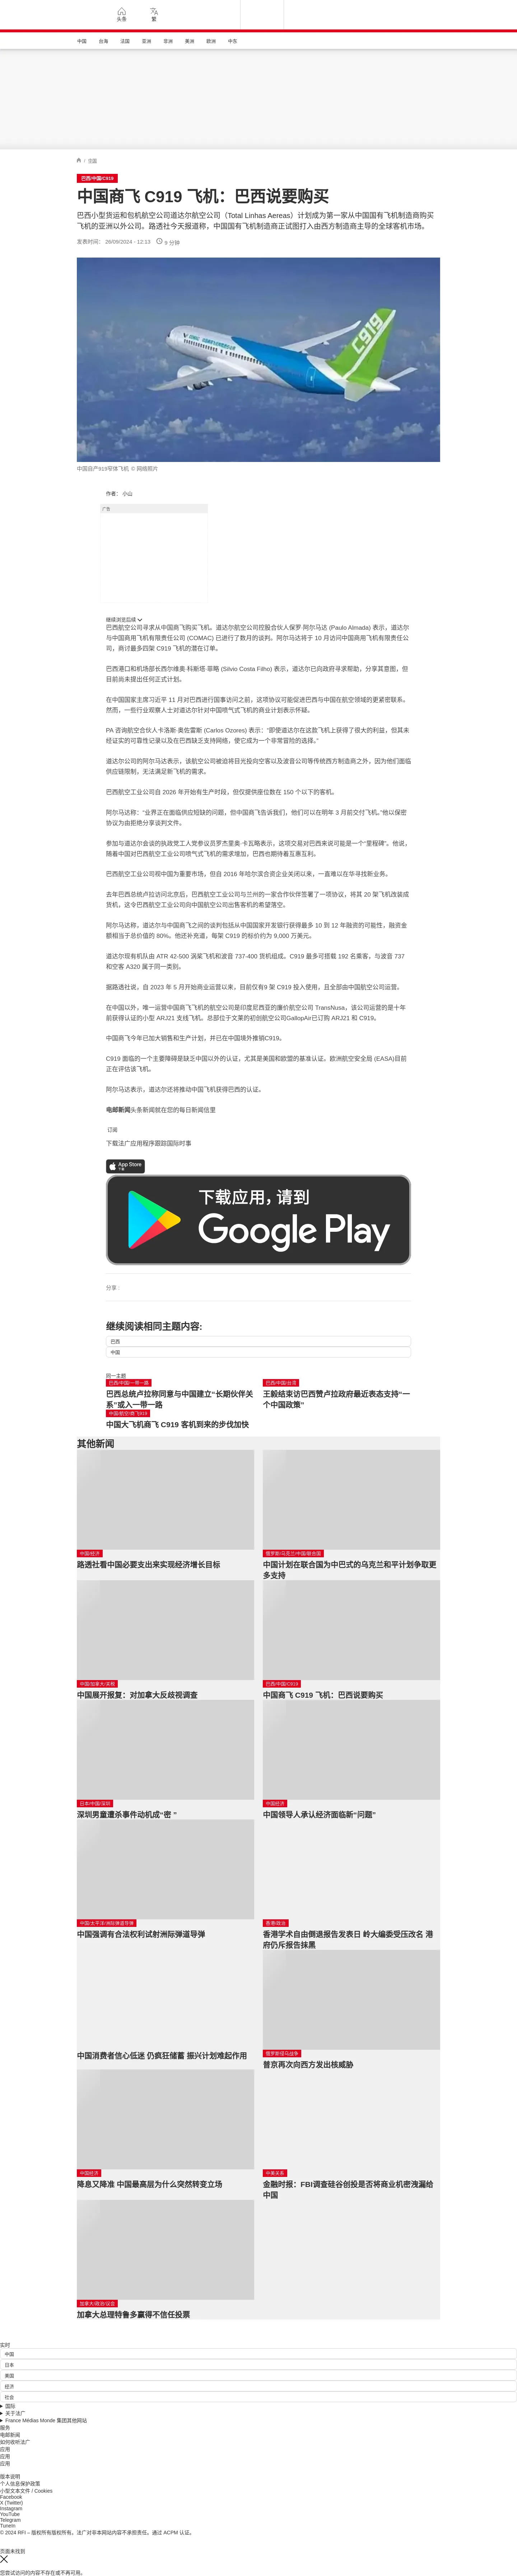 头条
繁
中国
台海
法国
亚洲
非洲
美洲
欧洲
中东
/ 中国
巴西/中国/C919
中国商飞 C919 飞机：巴西说要购买
巴西小型货运和包机航空公司道达尔航空公司（Total Linhas Aereas）计划成为第一家从中国国有飞机制造商购买
飞机的亚洲以外公司。路透社今天报道称，中国国有飞机制造商正试图打入由西方制造商主导的全球客机市场。
发表时间： 26/09/2024 - 12:13
9 分钟
C919
中国自产919窄体飞机 © 网络照片
作者： 小山
广告
继续浏览后续
巴西航空公司寻求从中国商飞购买飞机。道达尔航空公司控股合伙人保罗·阿尔马达 (Paulo Almada) 表示，道达尔
与中国商用飞机有限责任公司 (COMAC) 已进行了数月的谈判。阿尔马达将于 10 月访问中国商用飞机有限责任公
司，商讨最多四架 C919 飞机的潜在订单。
巴西港口和机场部长西尔维奥·科斯塔·菲略 (Silvio Costa Filho) 表示，道达尔已向政府寻求帮助，分享其意图，但
目前尚未提出任何正式计划。
在中国国家主席习近平 11 月对巴西进行国事访问之前，这项协议可能促进巴西与中国在航空领域的更紧密联系。
然而，一些行业观察人士对道达尔针对中国喷气式飞机的商业计划表示怀疑。
PA 咨询航空合伙人卡洛斯·奥佐雷斯 (Carlos Ozores) 表示："即便道达尔在这款飞机上获得了很大的利益，但其未
经证实的可靠性记录以及在巴西缺乏支持网络，使它成为一个非常冒险的选择。"
道达尔公司的阿尔马达表示，该航空公司被迫将目光投向空客以及波音公司等传统西方制造商之外，因为他们面临
供应链限制，无法满足新飞机的需求。
巴西航空工业公司自 2026 年开始有生产时段，但仅提供座位数在 150 个以下的客机。
阿尔马达称："业界正在面临供应短缺的问题，但中国商飞告诉我们，他们可以在明年 3 月前交付飞机。"他以保密
协议为由拒绝分享谈判文件。
参加与道达尔会谈的执政党工人党参议员罗杰里奥·卡瓦略表示，这项交易对巴西来说可能是一个"里程碑"。他说，
随着中国对巴西航空工业公司喷气式飞机的需求增加，巴西也期待着互惠互利。
巴西航空工业公司视中国为重要市场，但自 2016 年哈尔滨合资企业关闭以来，一直难以在华寻找新业务。
去年巴西总统卢拉访问北京后，巴西航空工业公司与兰州的一家合作伙伴签署了一项协议，将其 20 架飞机改装成
货机，这令巴西航空工业公司向中国航空公司出售客机的希望落空。
阿尔马达称，道达尔与中国商飞之间的谈判包括从中国国家开发银行获得最多 10 到 12 年融资的可能性，融资金
额相当于总价值的 80%。他还补充道，每架 C919 的标价约为 9,000 万美元。
道达尔现有机队由 ATR 42-500 涡桨飞机和波音 737-400 货机组成。C919 最多可搭载 192 名乘客，与波音 737
和空客 A320 属于同一类别。
据路透社说，自 2023 年 5 月开始商业运营以来，目前仅有9 架 C919 投入使用，且全部由中国航空公司运营。
在中国以外，唯一运营中国商飞飞机的航空公司是印度尼西亚的廉价航空公司 TransNusa，该公司运营的是十年
前获得认证的小型 ARJ21 支线飞机。总部位于文莱的初创航空公司GallopAir已订购 ARJ21 和 C919。
中国商飞今年已加大销售和生产计划，并已在中国境外推销C919。
C919 面临的一个主要障碍是缺乏中国以外的认证，尤其是美国和欧盟的基准认证。欧洲航空安全局 (EASA)目前
正在评估该飞机。
阿尔马达表示，道达尔还将推动中国飞机获得巴西的认证。
电邮新闻头条新闻就在您的每日新闻信里
订阅
下载法广应用程序跟踪国际时事
App Store
下载
下载应用，请到
Google Play
分享 :
继续阅读相同主题内容:
巴西
中国
同一主题
巴西/中国/一带一路
巴西总统卢拉称同意与中国建立"长期伙伴关
系"或入一带一路
巴西/中国/台湾
王毅结束访巴西赞卢拉政府最近表态支持"一
个中国政策"
中国/航空/商飞919
中国大飞机商飞 C919 客机到来的步伐加快
其他新闻
中国/经济
路透社看中国必要支出来实现经济增长目标
俄罗斯/乌克兰/中国/联合国
中国计划在联合国为中巴式的乌克兰和平计划争取更
多支持
中国/加拿大/关税
中国展开报复：对加拿大反歧视调查
巴西/中国/C919
中国商飞 C919 飞机：巴西说要购买
日本/中国/深圳
深圳男童遭杀事件动机成"密 "
中国经济
中国领导人承认经济面临新"问题"
中国/太平洋/洲际弹道导弹
中国强调有合法权利试射洲际弹道导弹
香港/政治
香港学术自由倒退报告发表日 岭大编委受压改名 港
府仍斥报告抹黑
中国消费者信心低迷 仍疯狂储蓄 振兴计划难起作用
俄罗斯侵乌战争
普京再次向西方发出核威胁
中国经济
降息又降准 中国最高层为什么突然转变立场
中美关系
金融时报：FBI调查硅谷创投是否将商业机密洩漏给
中国
加拿大/政治/议会
加拿大总理特鲁多赢得不信任投票
实时
中国
日本
美国
经济
社会
国际
关于法广
France Médias Monde 集团其他网站
服务
电邮新闻
如何收听法广
应用
应用
应用
版本说明
个人信息保护政策
小型文本文件 / Cookies
Facebook
X (Twitter)
Instagram
YouTube
Telegram
TuneIn
© 2024 RFI – 版权所有版权所有。法广对非本网站内容不承担责任。通过 ACPM 认证。
页面未找到
您尝试访问的内容不存在或不再可用。